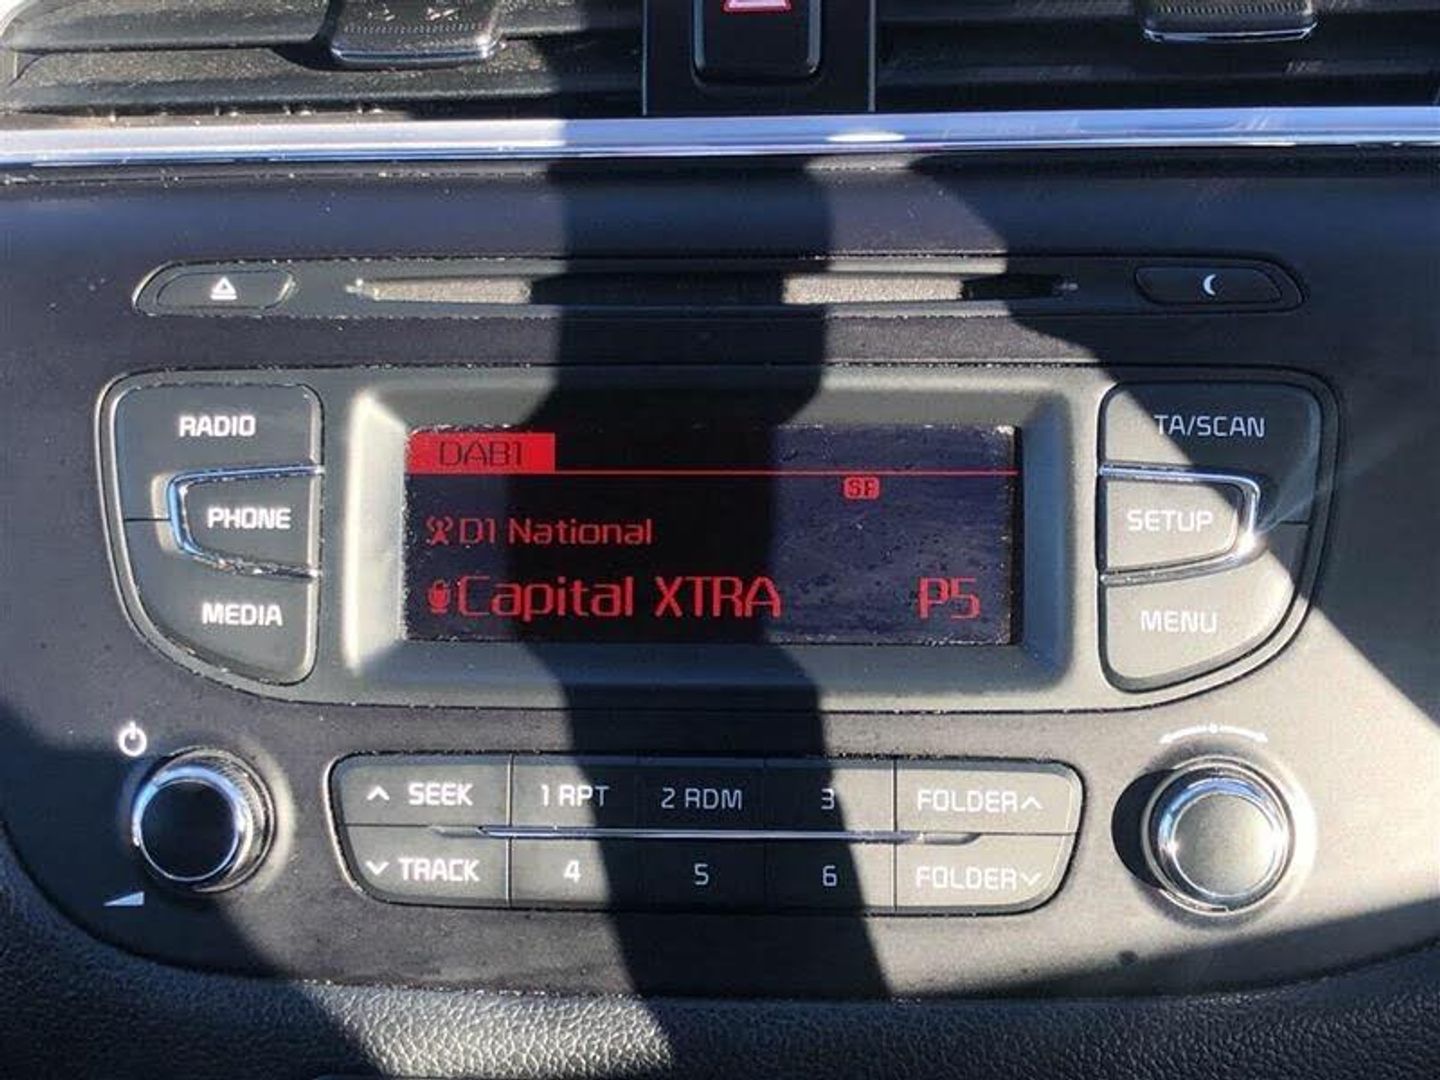 RADIO
PHONE
MEDIA
DAB1
SF
D1 National
Capital XTRA P5
TA/SCAN
SETUP
MENU
SEEK 1 RPT 2 RDM 3 FOLDER
TRACK 4 5 6 FOLDER